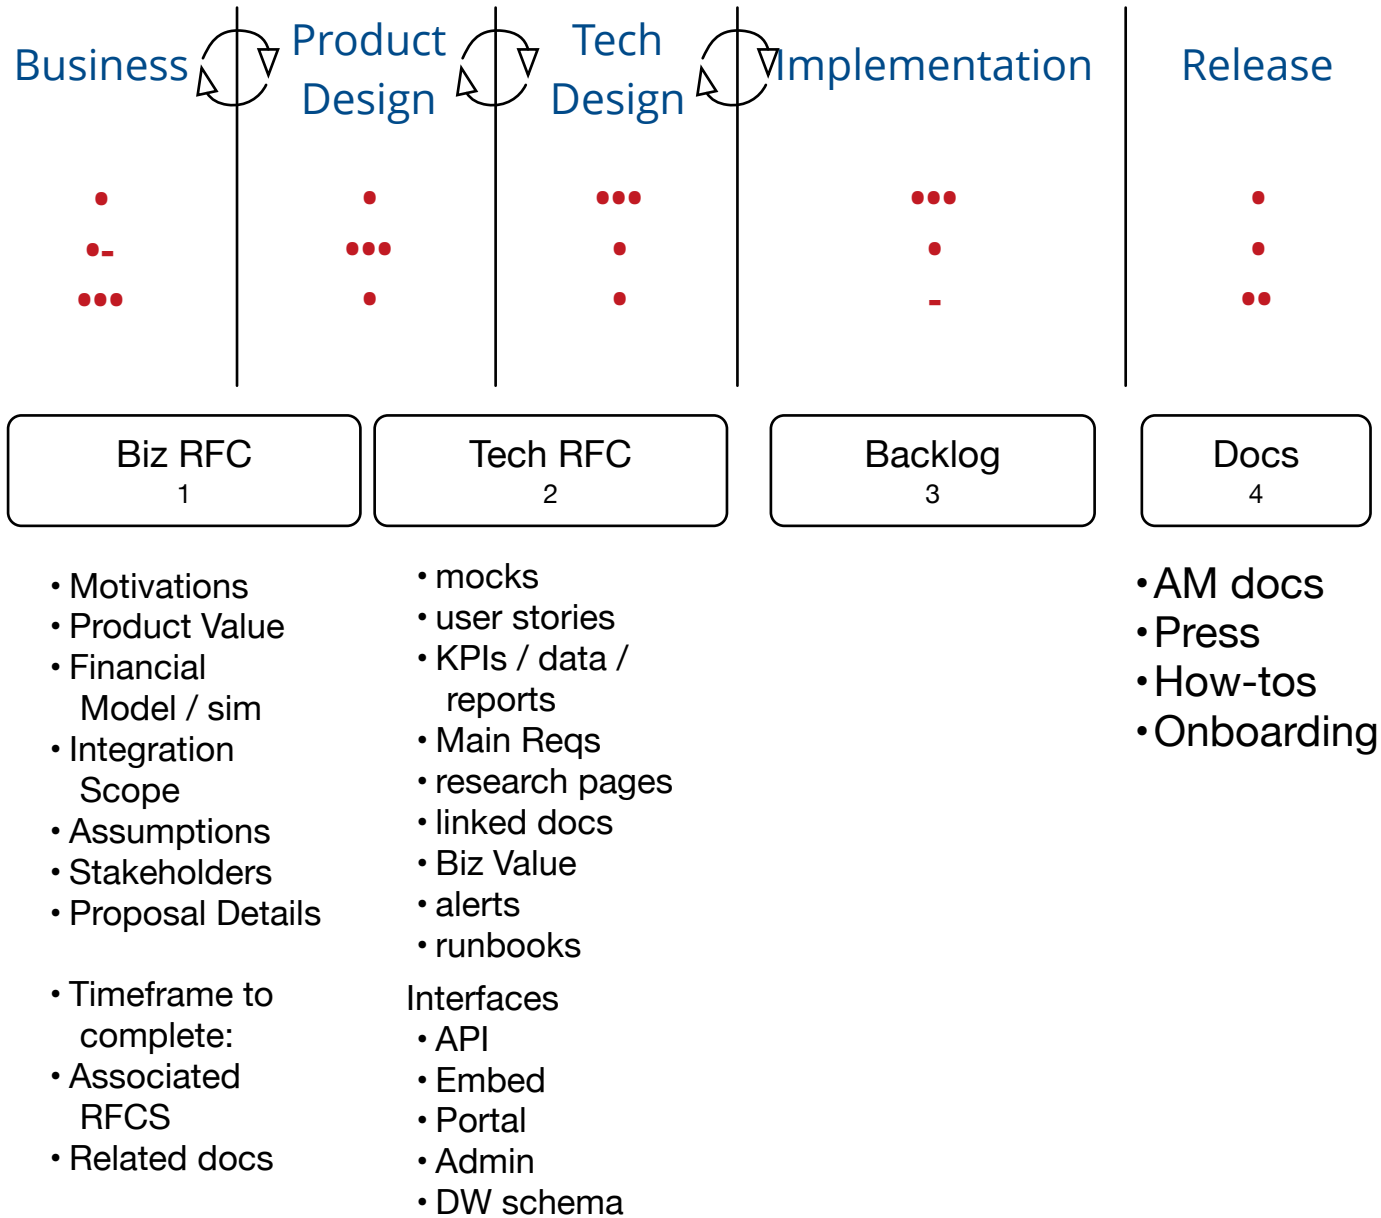 Business
Product
Design
Tech
Design
Implementation
Release
•
•
•••
•••
•
•-
•••
•
•
•
•••
•
•
-
••
Biz RFC
1
Tech RFC
2
Backlog
3
Docs
4
• Motivations
• Product Value
• Financial
Model / sim
• Integration
Scope
• Assumptions
• Stakeholders
• Proposal Details
• Timeframe to
complete:
• Associated
RFCS
• Related docs
• mocks
• user stories
• KPIs / data /
reports
• Main Reqs
• research pages
• linked docs
• Biz Value
• alerts
• runbooks
Interfaces
• API
• Embed
• Portal
• Admin
• DW schema
• AM docs
• Press
• How-tos
• Onboarding